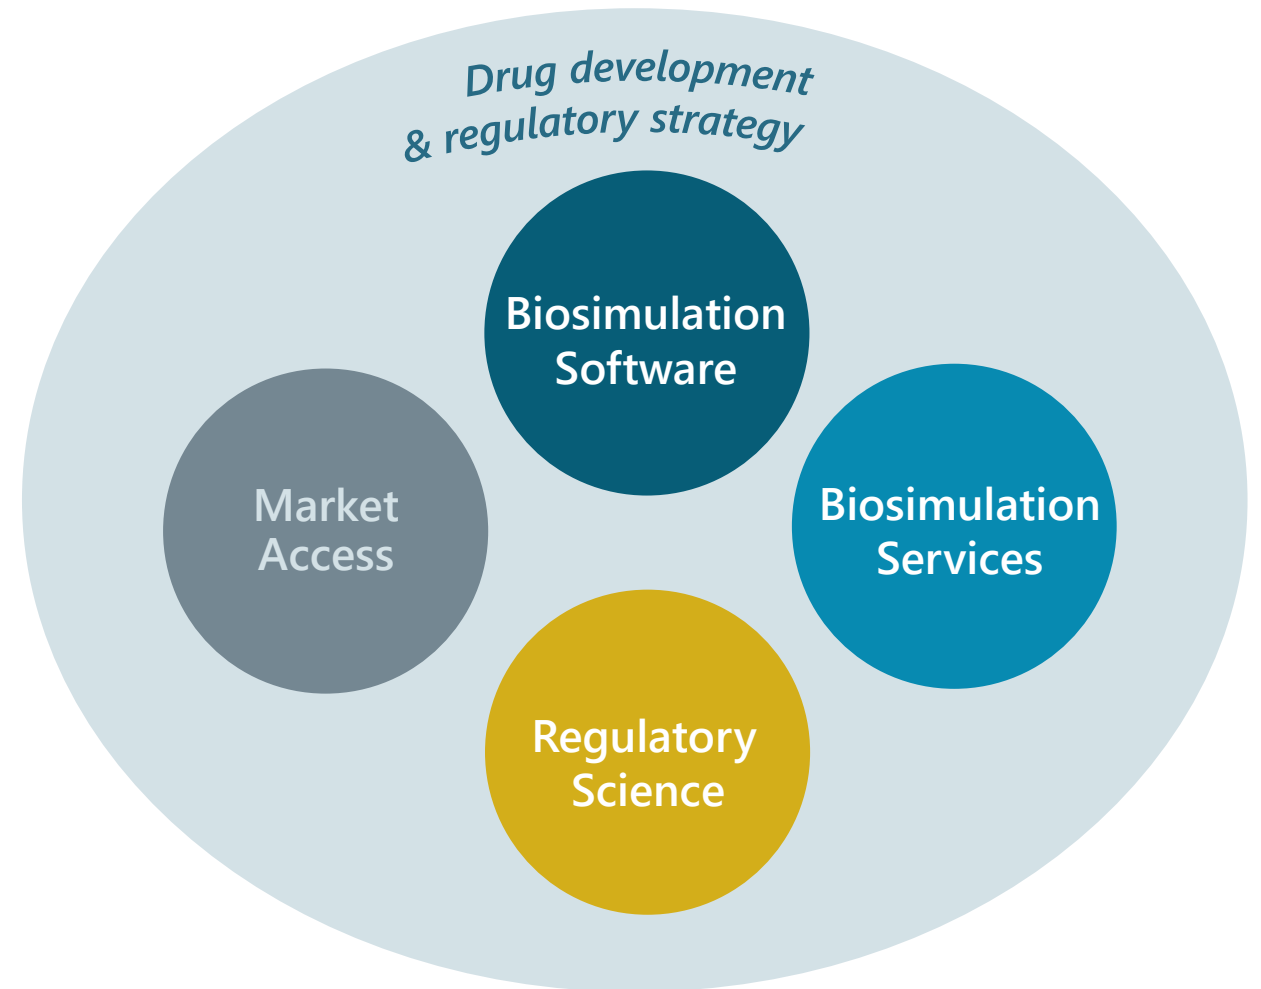 Drug development
& regulatory strategy
Biosimulation
Software
Market
Access
Biosimulation
Services
Regulatory
Science